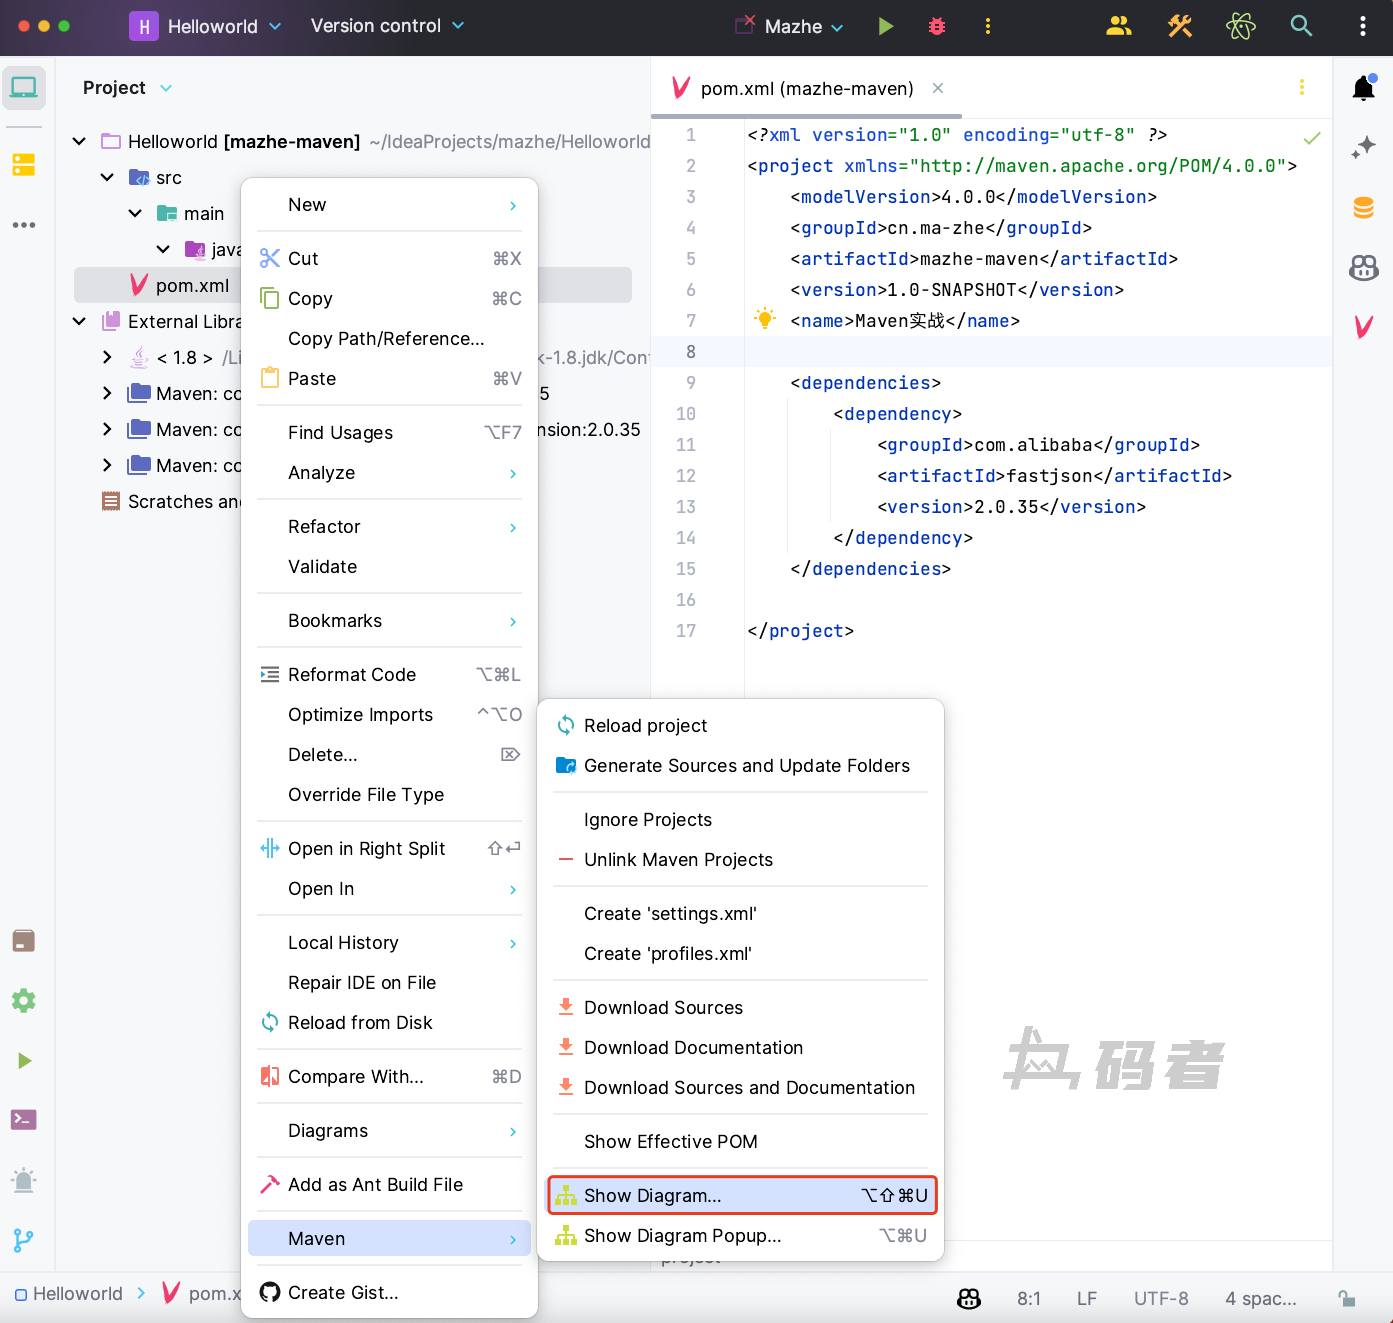 H Helloworld Version control Mazhe
Project
pom.xml (mazhe-maven)
Helloworld [mazhe-maven] ~/IdeaProjects/mazhe/Helloworld
src
main
java
pom.xml
External Libra
< 1.8 > /Li k-1.8.jdk/Con
Maven: co 5
Maven: co nsion:2.0.35
Maven: co
Scratches and
New
Cut ⌘X
Copy ⌘C
Copy Path/Reference...
Paste ⌘V
Find Usages ⌥F7
Analyze
Refactor
Validate
Bookmarks
Reformat Code ⌥⌘L
Optimize Imports ^⌥O
Delete... ⌦
Override File Type
Open in Right Split ⇧⏎
Open In
Local History
Repair IDE on File
Reload from Disk
Compare With... ⌘D
Diagrams
Add as Ant Build File
Maven
Create Gist...
Reload project
Generate Sources and Update Folders
Ignore Projects
Unlink Maven Projects
Create 'settings.xml'
Create 'profiles.xml'
Download Sources
Download Documentation
Download Sources and Documentation
Show Effective POM
Show Diagram... ⌥⇧⌘U
Show Diagram Popup... ⌥⌘U
1 <?xml version="1.0" encoding="utf-8" ?>
2 <project xmlns="http://maven.apache.org/POM/4.0.0">
3 <modelVersion>4.0.0</modelVersion>
4 <groupId>cn.ma-zhe</groupId>
5 <artifactId>mazhe-maven</artifactId>
6 <version>1.0-SNAPSHOT</version>
7 <name>Maven实战</name>
8
9 <dependencies>
10 <dependency>
11 <groupId>com.alibaba</groupId>
12 <artifactId>fastjson</artifactId>
13 <version>2.0.35</version>
14 </dependency>
15 </dependencies>
16
17 </project>
码者
project
Helloworld pom.x 8:1 LF UTF-8 4 spac...